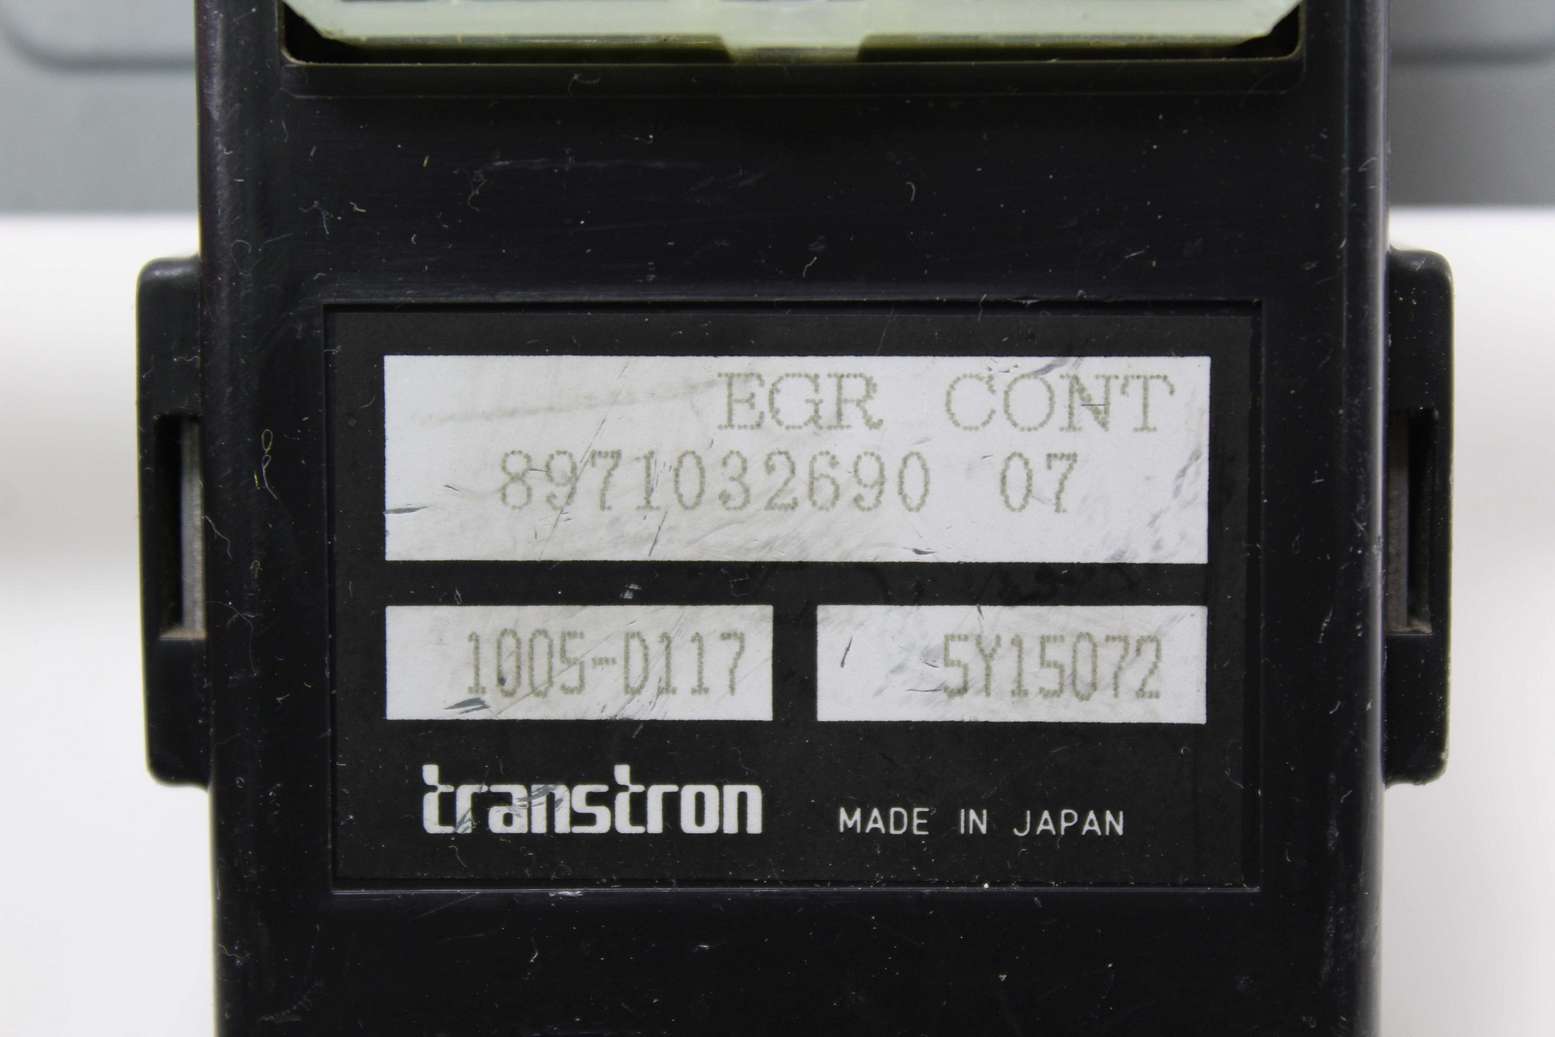 EGR CONT
8971032690 07
1005-D117 5Y15072
transtron MADE IN JAPAN